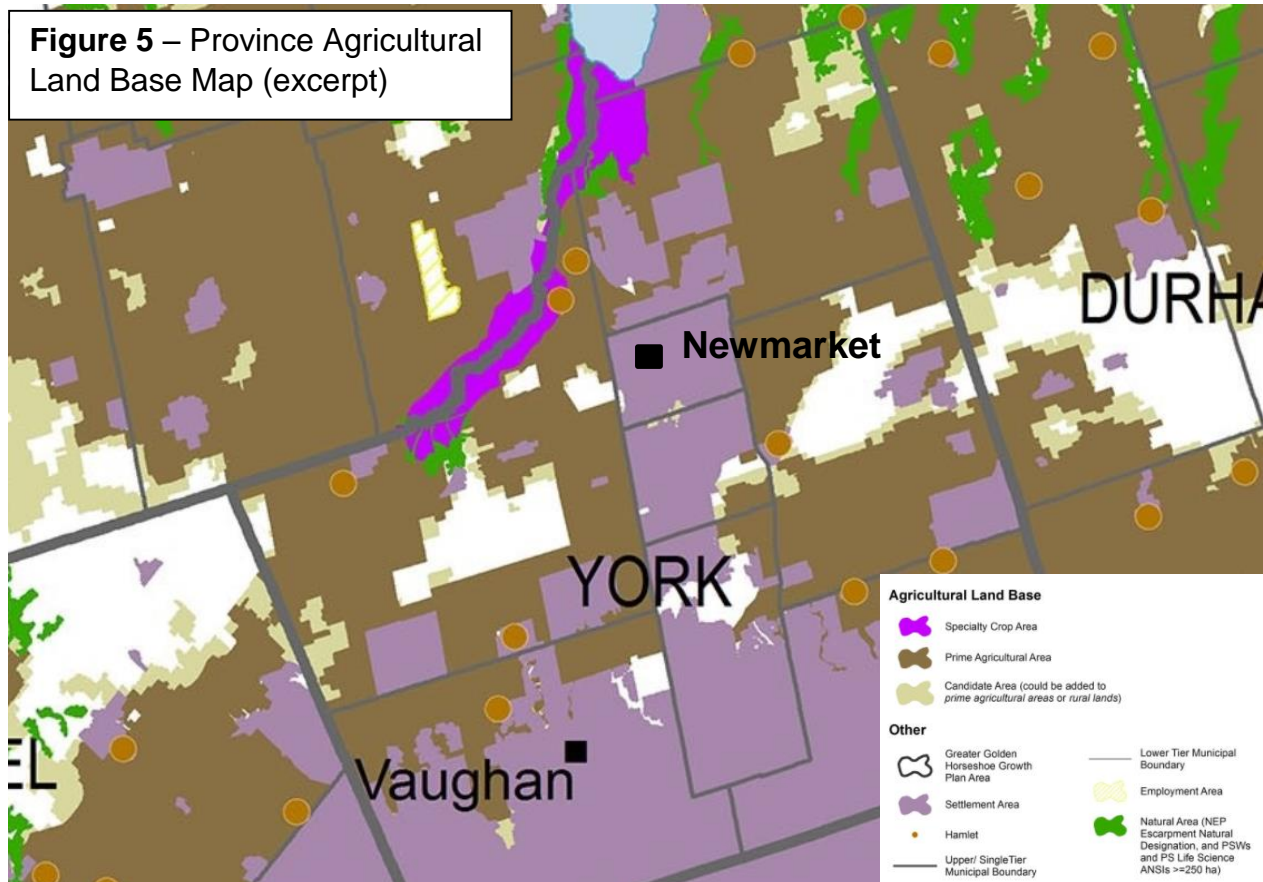 Figure 5 – Province Agricultural
Land Base Map (excerpt)
DURHA
Newmarket
YORK
Vaughan
EL
Agricultural Land Base
Specialty Crop Area
Prime Agricultural Area
Candidate Area (could be added to
prime agricultural areas or rural lands)
Other
Greater Golden
Horseshoe Growth
Plan Area
Settlement Area
Hamlet
Upper/ SingleTier
Municipal Boundary
Lower Tier Municipal
Boundary
Employment Area
Natural Area (NEP
Escarpment Natural
Designation, and PSWs
and PS Life Science
ANSIs >=250 ha)